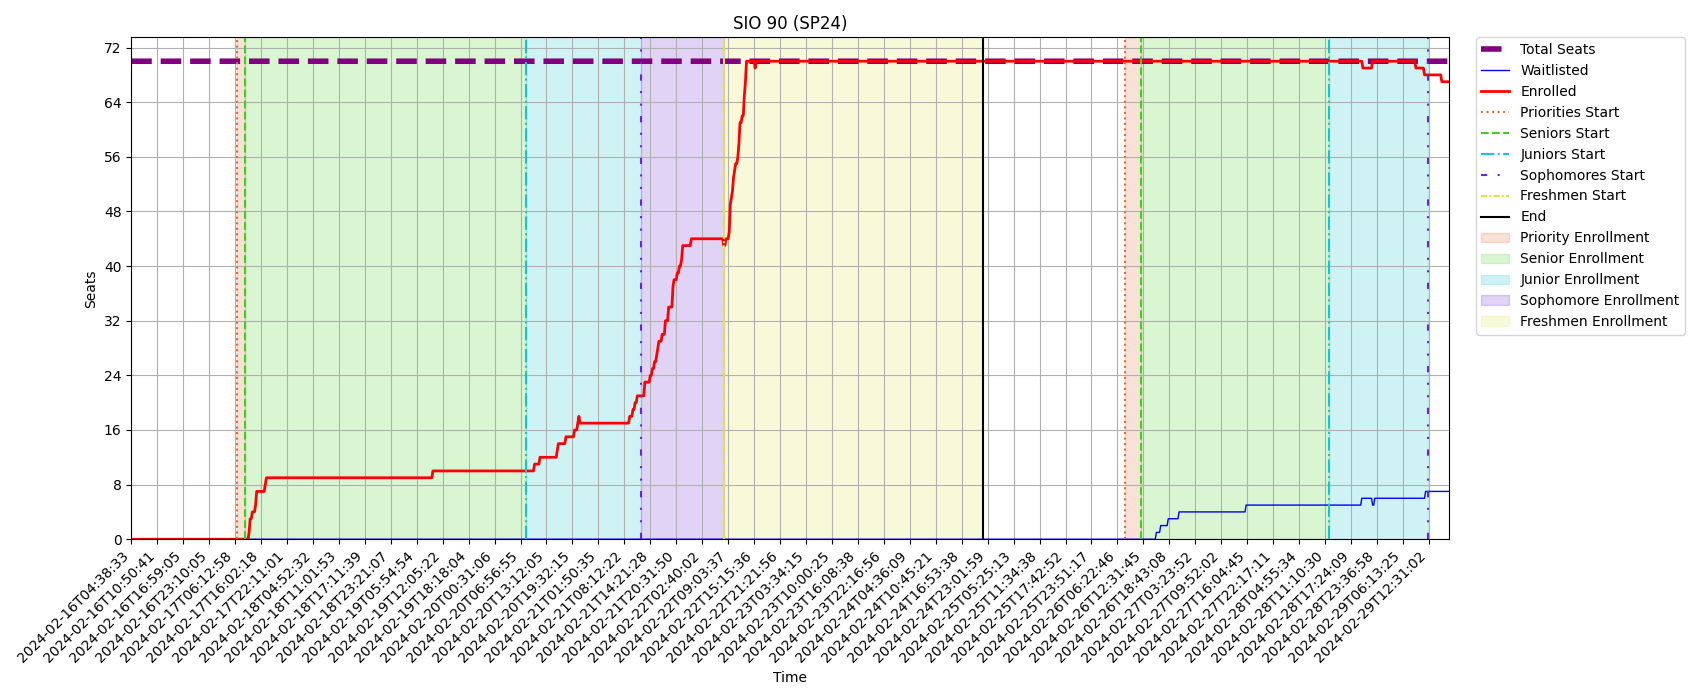 SIO 90 (SP24)
72
64
56
48
40
32
24
16
8
0
Seats
2024-02-16T04:38:33
2024-02-16T10:50:41
2024-02-16T16:59:05
2024-02-16T23:10:05
2024-02-17T06:12:58
2024-02-17T16:02:18
2024-02-17T22:11:01
2024-02-18T04:52:32
2024-02-18T11:01:53
2024-02-18T17:11:39
2024-02-18T23:21:07
2024-02-19T05:54:54
2024-02-19T12:05:22
2024-02-19T18:18:04
2024-02-20T00:31:06
2024-02-20T06:56:55
2024-02-20T13:12:05
2024-02-20T19:32:15
2024-02-21T01:50:35
2024-02-21T08:12:22
2024-02-21T14:21:28
2024-02-21T20:31:50
2024-02-22T02:40:02
2024-02-22T09:03:37
2024-02-22T15:15:36
2024-02-22T21:21:56
2024-02-23T03:34:15
2024-02-23T10:00:25
2024-02-23T16:08:38
2024-02-23T22:16:56
2024-02-24T04:36:09
2024-02-24T10:45:21
2024-02-24T16:53:38
2024-02-24T23:01:59
2024-02-25T05:25:13
2024-02-25T11:34:38
2024-02-25T17:42:52
2024-02-25T23:51:17
2024-02-26T06:22:46
2024-02-26T12:31:45
2024-02-26T18:43:08
2024-02-27T03:23:52
2024-02-27T09:52:02
2024-02-27T16:04:45
2024-02-27T22:17:11
2024-02-28T04:55:34
2024-02-28T11:10:30
2024-02-28T17:24:09
2024-02-28T23:36:58
2024-02-29T06:13:25
2024-02-29T12:31:02
Time
Total Seats
Waitlisted
Enrolled
Priorities Start
Seniors Start
Juniors Start
Sophomores Start
Freshmen Start
End
Priority Enrollment
Senior Enrollment
Junior Enrollment
Sophomore Enrollment
Freshmen Enrollment